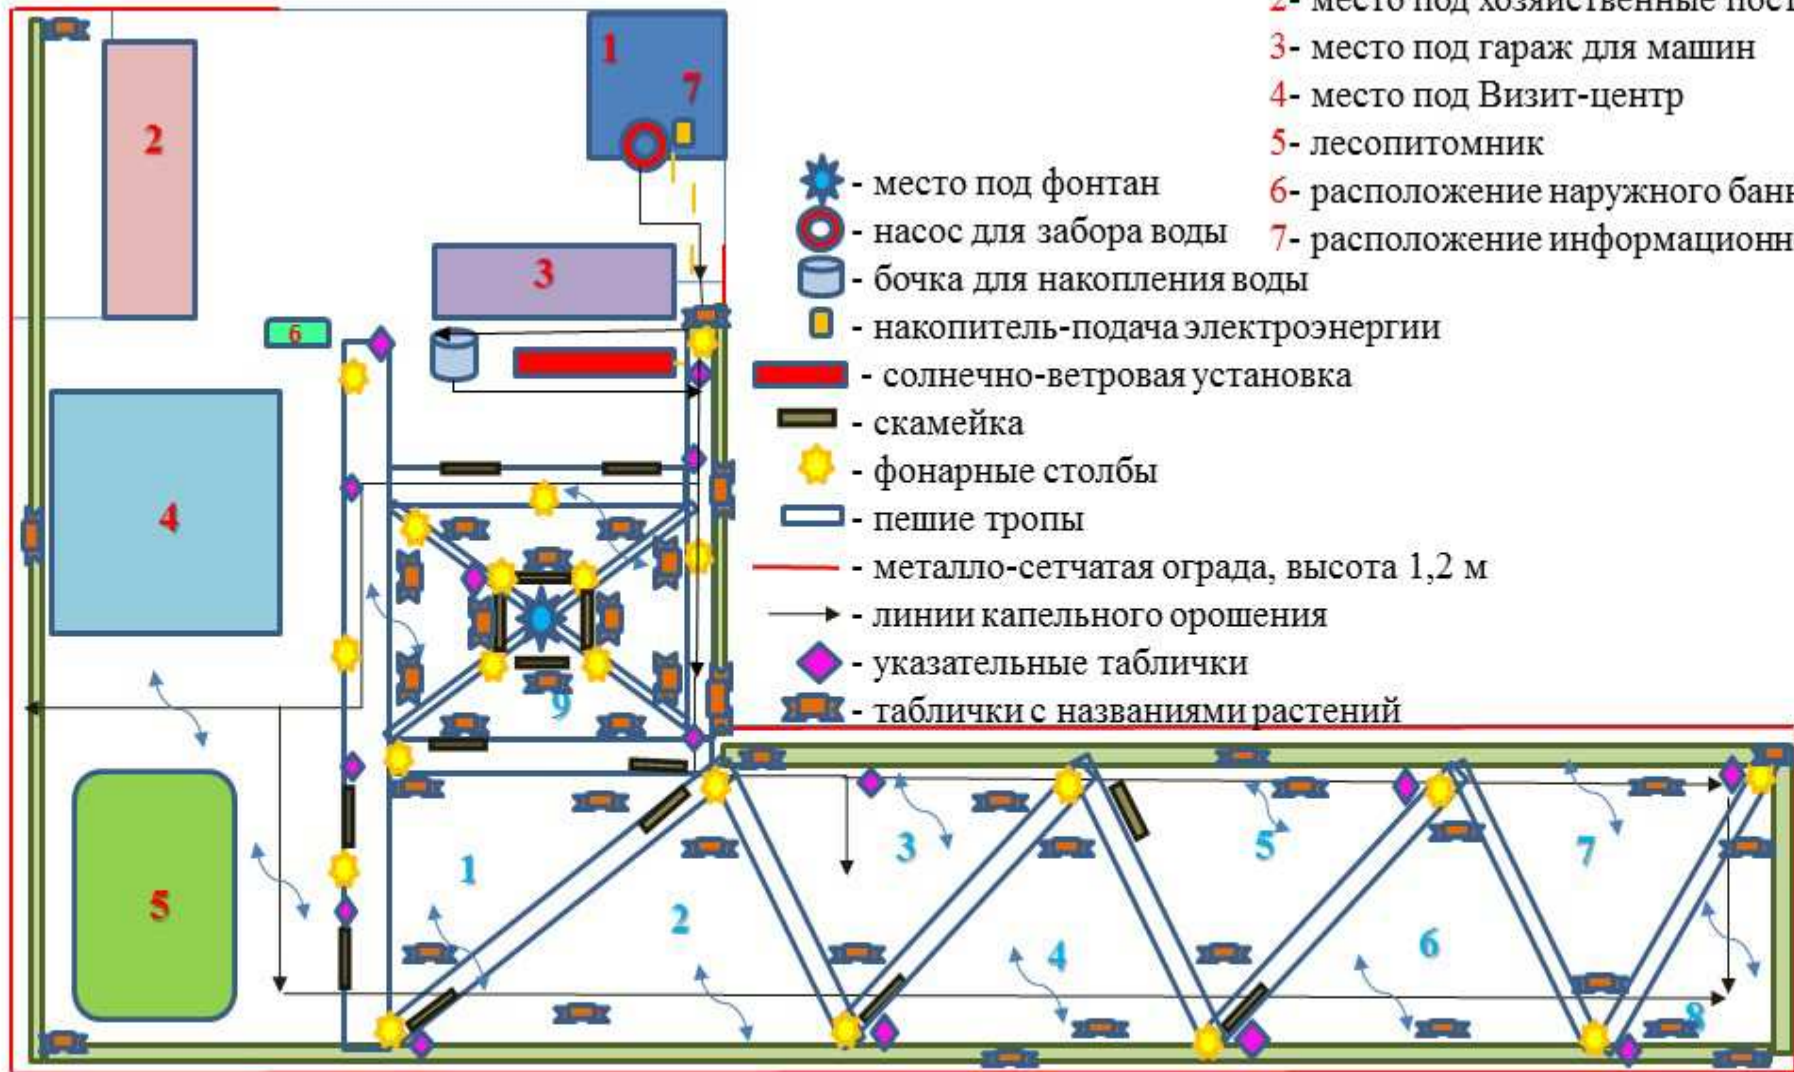 2- место под хозяйственные
3- место под гараж для машин
4- место под Визит-центр
5- лесопитомник
6- расположение наружного
7- расположение
- место под фонтан
- насос для забора воды
- бочка для накопления воды
- накопитель-подача электроэнергии
- солнечно-ветровая установка
- скамейка
- фонарные столбы
- пешие тропы
- металло-сетчатая ограда, высота 1,2 м
- линии капельного орошения
- указательные таблички
- таблички с названиями растений
1
7
2
3
6
4
5
9
1
2
3
4
5
6
7
8